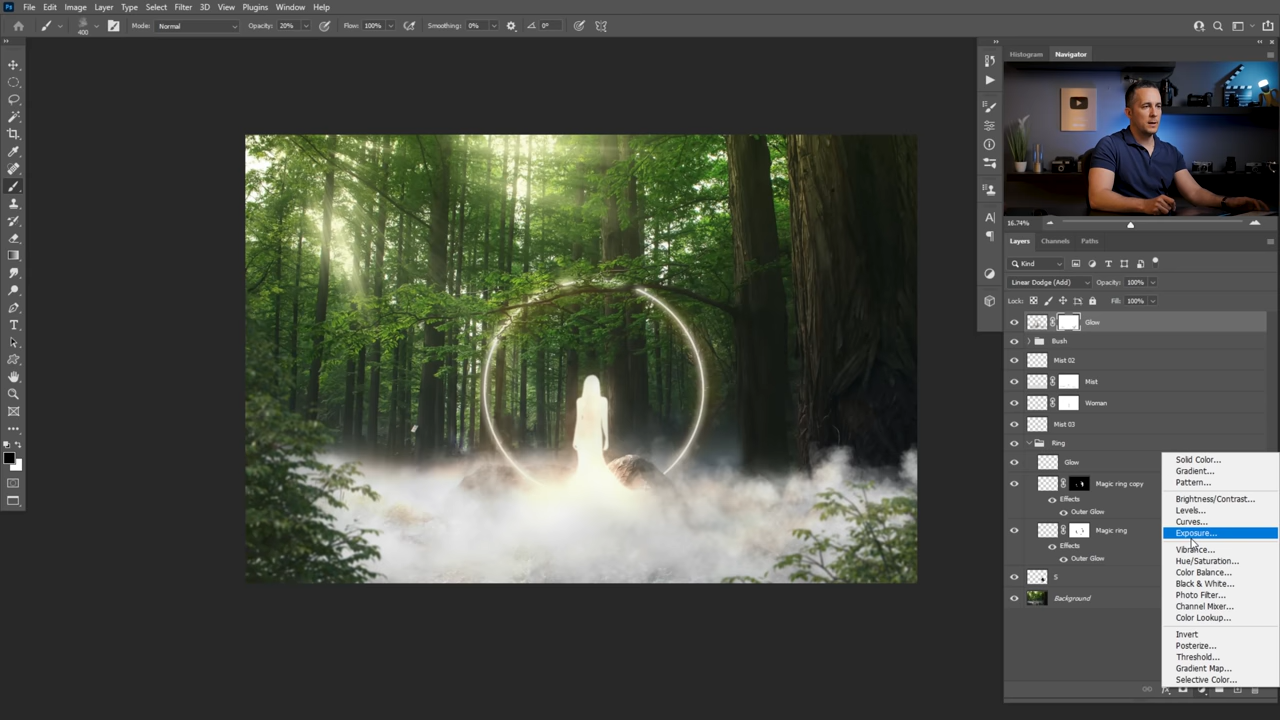 Ps File Edit Image Layer Type Select Filter 3D View Plugins Window Help
400 Mode: Normal Opacity: 20% Flow: 100% Smoothing: 0% 0°
Histogram Navigator
16.74%
Layers Channels Paths
Kind
Linear Dodge (Add) Opacity: 100%
Lock: Fill: 100%
Glow
Bush
Mist 02
Mist
Woman
Mist 03
Ring
Glow
Magic ring copy
Effects
Outer Glow
Magic ring
Effects
Outer Glow
S
Background
Solid Color...
Gradient...
Pattern...
Brightness/Contrast...
Levels...
Curves...
Exposure...
Vibrance...
Hue/Saturation...
Color Balance...
Black & White...
Photo Filter...
Channel Mixer...
Color Lookup...
Invert
Posterize...
Threshold...
Gradient Map...
Selective Color...